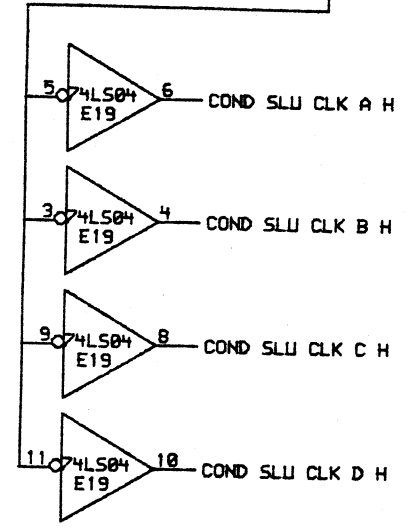 5 74LS04 6 COND SLU CLK A H
E19
3 74LS04 4 COND SLU CLK B H
E19
9 74LS04 8 COND SLU CLK C H
E19
11 74LS04 10 COND SLU CLK D H
E19